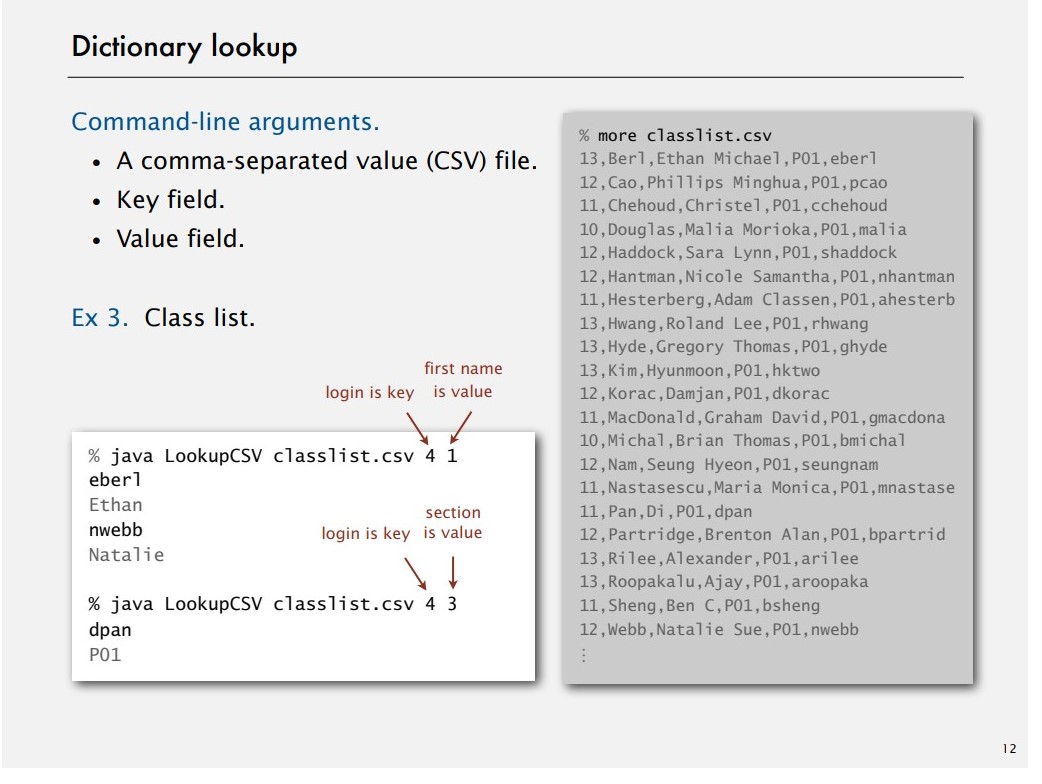 Dictionary lookup
Command-line arguments.
• A comma-separated value (CSV) file.
• Key field.
• Value field.
Ex 3. Class list.
login is key
first name
is value
% java LookupCSV classlist.csv 4 1
eberl
Ethan
nwebb
Natalie
login is key
section
is value
% java LookupCSV classlist.csv 4 3
dpan
P01
% more classlist.csv
13,Berl,Ethan Michael,P01,eberl
12,Cao,Phillips Minghua,P01,pcao
11,Chehoud,Christel,P01,cchehoud
10,Douglas,Malia Morioka,P01,malia
12,Haddock,Sara Lynn,P01,shaddock
12,Hantman,Nicole Samantha,P01,nhantman
11,Hesterberg,Adam Classen,P01,ahesterb
13,Hwang,Roland Lee,P01,rhwang
13,Hyde,Gregory Thomas,P01,ghyde
13,Kim,Hyunmoon,P01,hktwo
12,Korac,Damjan,P01,dkorac
11,MacDonald,Graham David,P01,gmacdona
10,Michal,Brian Thomas,P01,bmichal
12,Nam,Seung Hyeon,P01,seungnam
11,Nastasescu,Maria Monica,P01,mnastase
11,Pan,Di,P01,dpan
12,Partridge,Brenton Alan,P01,bpartrid
13,Rilee,Alexander,P01,arilee
13,Roopakalu,Ajay,P01,aroopaka
11,Sheng,Ben C,P01,bsheng
12,Webb,Natalie Sue,P01,nwebb
⋮
12